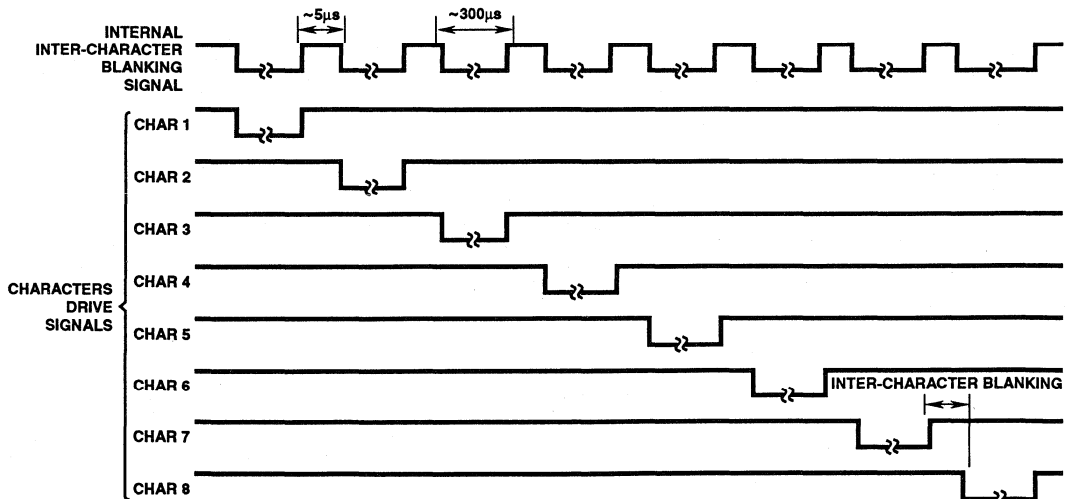 ~5µs
~300µs
INTERNAL
INTER-CHARACTER
BLANKING
SIGNAL
CHAR 1
CHAR 2
CHAR 3
CHAR 4
CHARACTERS
DRIVE
SIGNALS
CHAR 5
CHAR 6
INTER-CHARACTER BLANKING
CHAR 7
CHAR 8